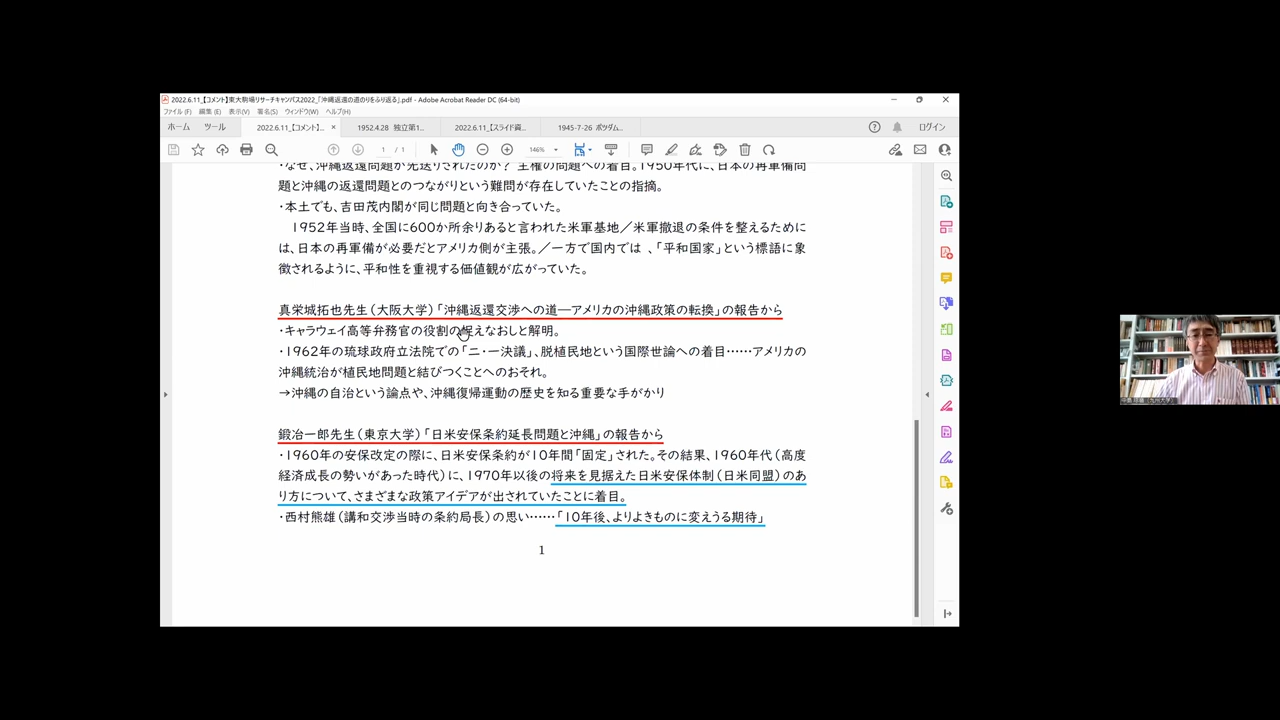 2022.6.11_【コメント】東大駒場リサーチキャンパス2022_「沖縄返還の道のりをふり返る」.pdf - Adobe Acrobat Reader DC (64-bit)
ファイル(F) 編集(E) 表示(V) 署名(S) ウィンドウ(W) ヘルプ(H)
ホーム ツール 2022.6.11_【コメント】... × 1952.4.28 独立第1... 2022.6.11_【スライド資... 1945-7-26 ポツダム... ログイン
1 / 1 146%
・なぜ、沖縄返還問題が先送りされたのか？ 主権の問題への着目。1950年代に、日本の再軍備問
題と沖縄の返還問題とのつながりという難問が存在していたことの指摘。
・本土でも、吉田茂内閣が同じ問題と向き合っていた。
1952年当時、全国に600か所余りあると言われた米軍基地／米軍撤退の条件を整えるために
は、日本の再軍備が必要だとアメリカ側が主張。／一方で国内では 、「平和国家」という標語に象
徴されるように、平和性を重視する価値観が広がっていた。
真栄城拓也先生（大阪大学）「沖縄返還交渉への道―アメリカの沖縄政策の転換」の報告から
・キャラウェイ高等弁務官の役割の捉えなおしと解明。
・1962年の琉球政府立法院での「二・一決議」、脱植民地という国際世論への着目……アメリカの
沖縄統治が植民地問題と結びつくことへのおそれ。
→沖縄の自治という論点や、沖縄復帰運動の歴史を知る重要な手がかり
鍛冶一郎先生（東京大学）「日米安保条約延長問題と沖縄」の報告から
・1960年の安保改定の際に、日米安保条約が10年間「固定」された。その結果、1960年代（高度
経済成長の勢いがあった時代）に、1970年以後の将来を見据えた日米安保体制（日米同盟）のあ
り方について、さまざまな政策アイデアが出されていたことに着目。
・西村熊雄（講和交渉当時の条約局長）の思い……「10年後、よりよきものに変えうる期待」
1